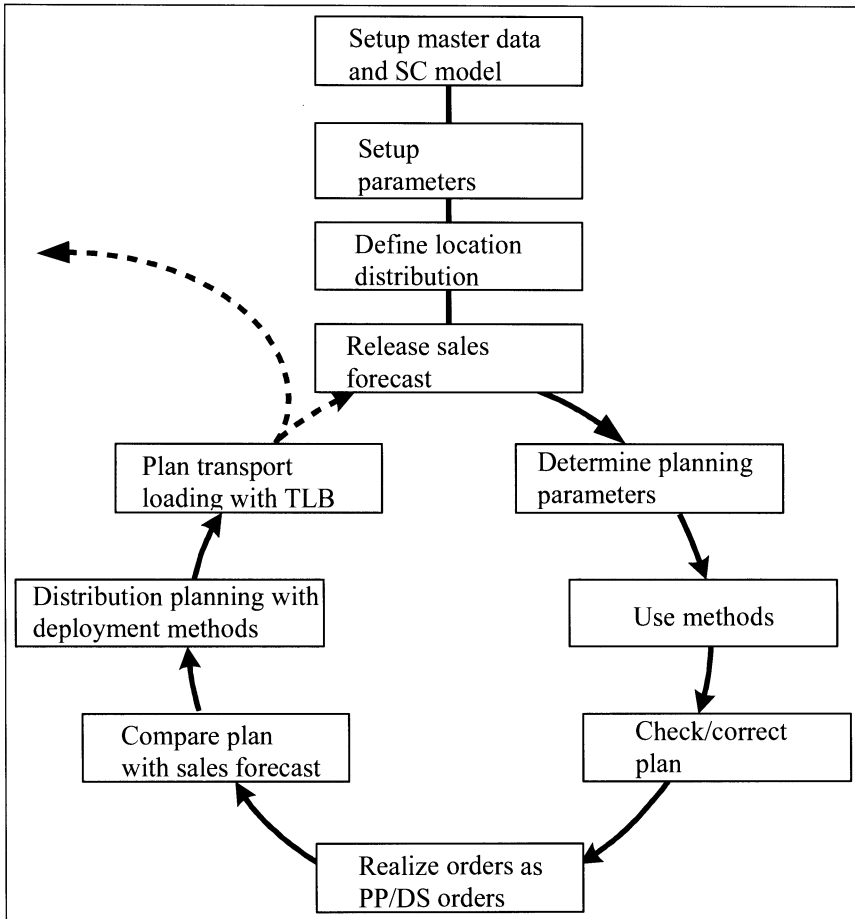 Setup master data
and SC model
Setup
parameters
Define location
distribution
Release sales
forecast
Plan transport
loading with TLB
Determine planning
parameters
Distribution planning with
deployment methods
Use methods
Compare plan
with sales forecast
Check/correct
plan
Realize orders as
PP/DS orders